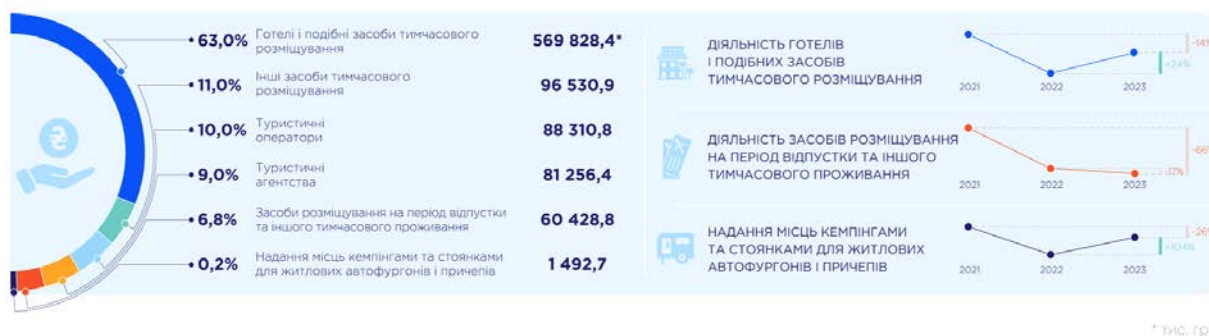 63,0% Готелі і подібні засоби тимчасового
розміщування
569 828,4*
11,0% Інші засоби тимчасового
розміщування
96 530,9
10,0% Туристичні
оператори
88 310,8
9,0% Туристичні
агентства
81 256,4
6,8% Засоби розміщування на період відпустки
та іншого тимчасового проживання
60 428,8
0,2% Надання місць кемпінгами та стоянками
для житлових автофургонів і причепів
1 492,7
ДІЯЛЬНІСТЬ ГОТЕЛІВ
І ПОДІБНИХ ЗАСОБІВ
ТИМЧАСОВОГО РОЗМІЩУВАННЯ
2021 2022 2023
-14%
+24%
ДІЯЛЬНІСТЬ ЗАСОБІВ РОЗМІЩУВАННЯ
НА ПЕРІОД ВІДПУСТКИ ТА ІНШОГО
ТИМЧАСОВОГО ПРОЖИВАННЯ
2021 2022 2023
-66%
-17%
НАДАННЯ МІСЦЬ КЕМПІНГАМИ
ТА СТОЯНКАМИ ДЛЯ ЖИТЛОВИХ
АВТОФУРГОНІВ І ПРИЧЕПІВ
2021 2022 2023
-26%
+104%
* тис. гр